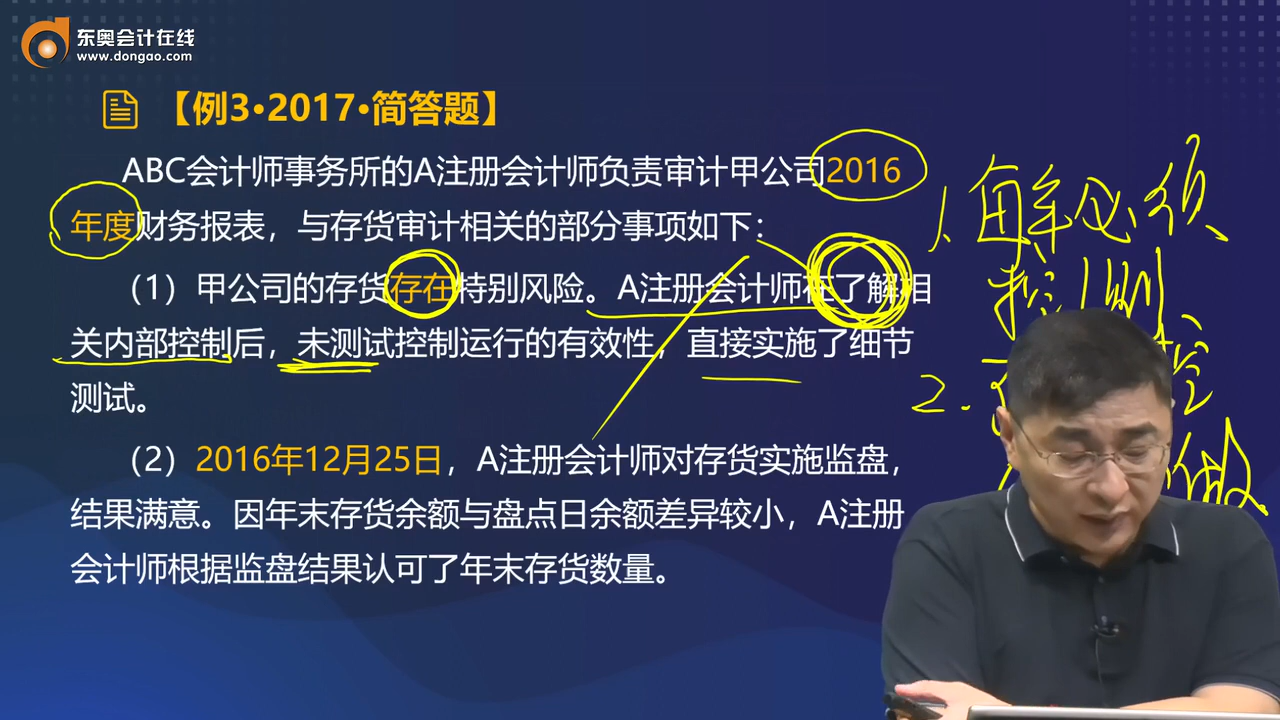 东奥会计在线
www.dongao.com
【例3•2017•简答题】
ABC会计师事务所的A注册会计师负责审计甲公司2016
年度财务报表，与存货审计相关的部分事项如下：
（1）甲公司的存货存在特别风险。A注册会计师在了解相
关内部控制后，未测试控制运行的有效性，直接实施了细节
测试。
（2）2016年12月25日，A注册会计师对存货实施监盘，
结果满意。因年末存货余额与盘点日余额差异较小，A注册
会计师根据监盘结果认可了年末存货数量。
1.
必须
控测
2.
控
做